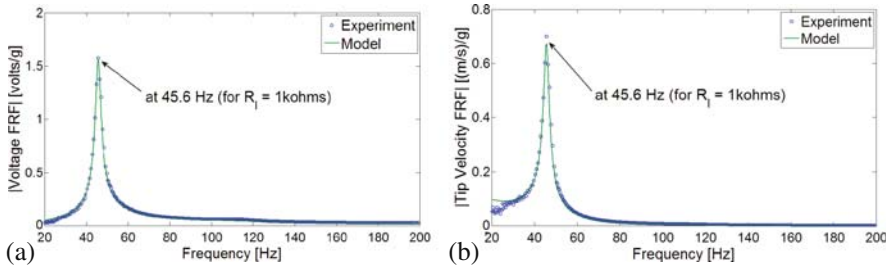 2
1.5
1
0.5
0
|Voltage FRF| [volts/g]
Experiment
Model
at 45.6 Hz (for R_l = 1kohms)
20 40 60 80 100 120 140 160 180 200
Frequency [Hz]
(a)
0.8
0.6
0.4
0.2
0
|Tip Velocity FRF| [(m/s)/g]
Experiment
Model
at 45.6 Hz (for R_l = 1kohms)
20 40 60 80 100 120 140 160 180 200
Frequency [Hz]
(b)